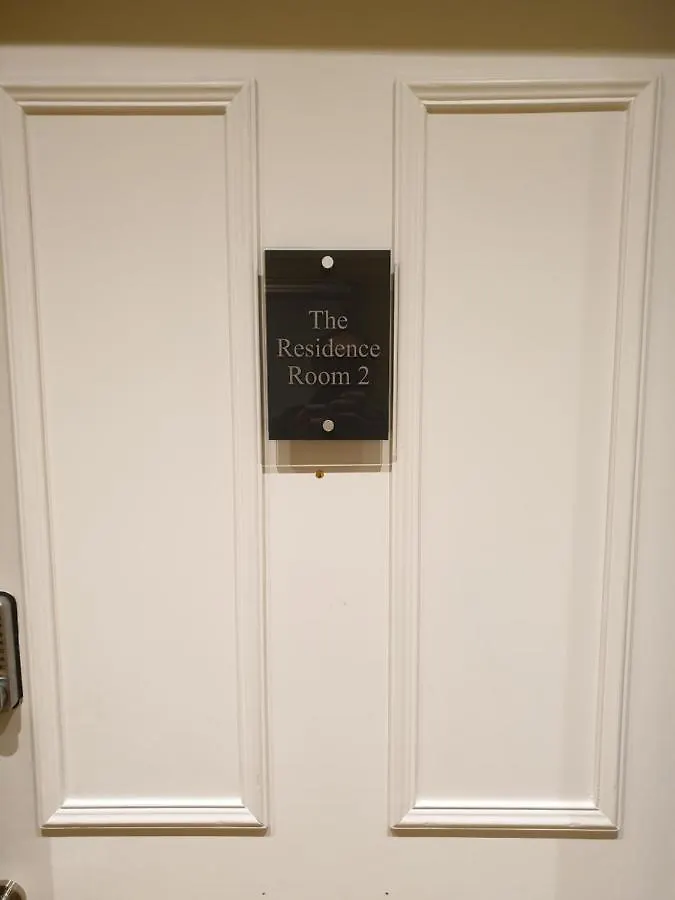 The
Residence
Room 2